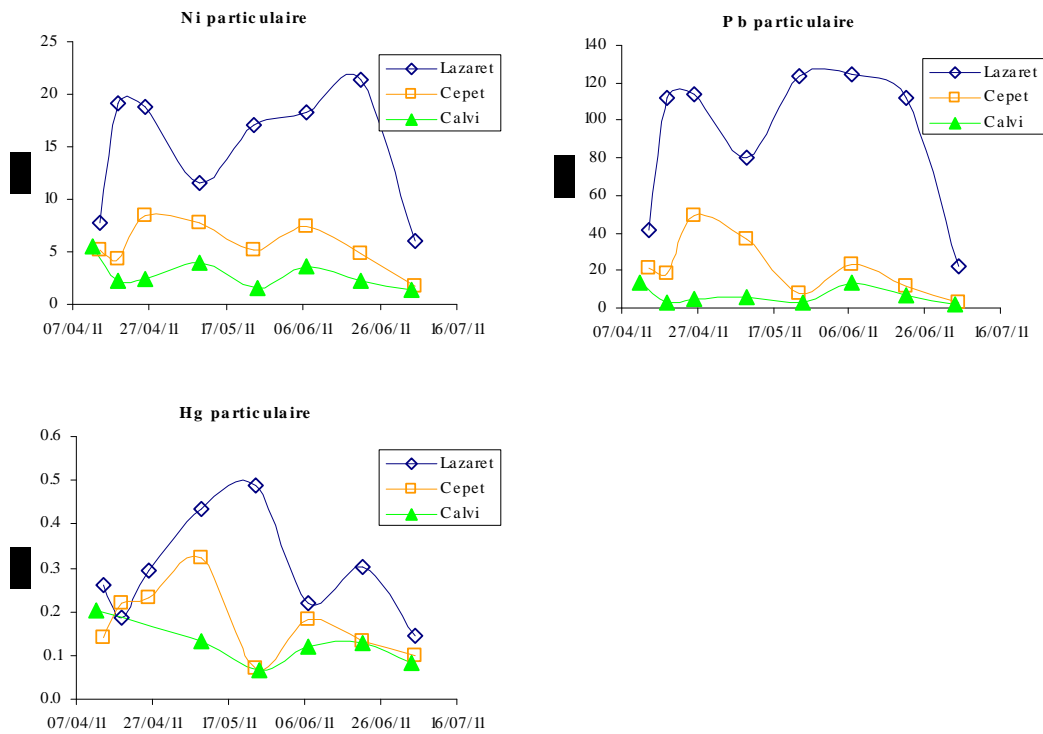 Ni particulaire
25
20
15
10
5
0
07/04/11 27/04/11 17/05/11 06/06/11 26/06/11 16/07/11
Lazaret
Cepet
Calvi
Pb particulaire
140
120
100
80
60
40
20
0
07/04/11 27/04/11 17/05/11 06/06/11 26/06/11 16/07/11
Lazaret
Cepet
Calvi
Hg particulaire
0.6
0.5
0.4
0.3
0.2
0.1
0.0
07/04/11 27/04/11 17/05/11 06/06/11 26/06/11 16/07/11
Lazaret
Cepet
Calvi